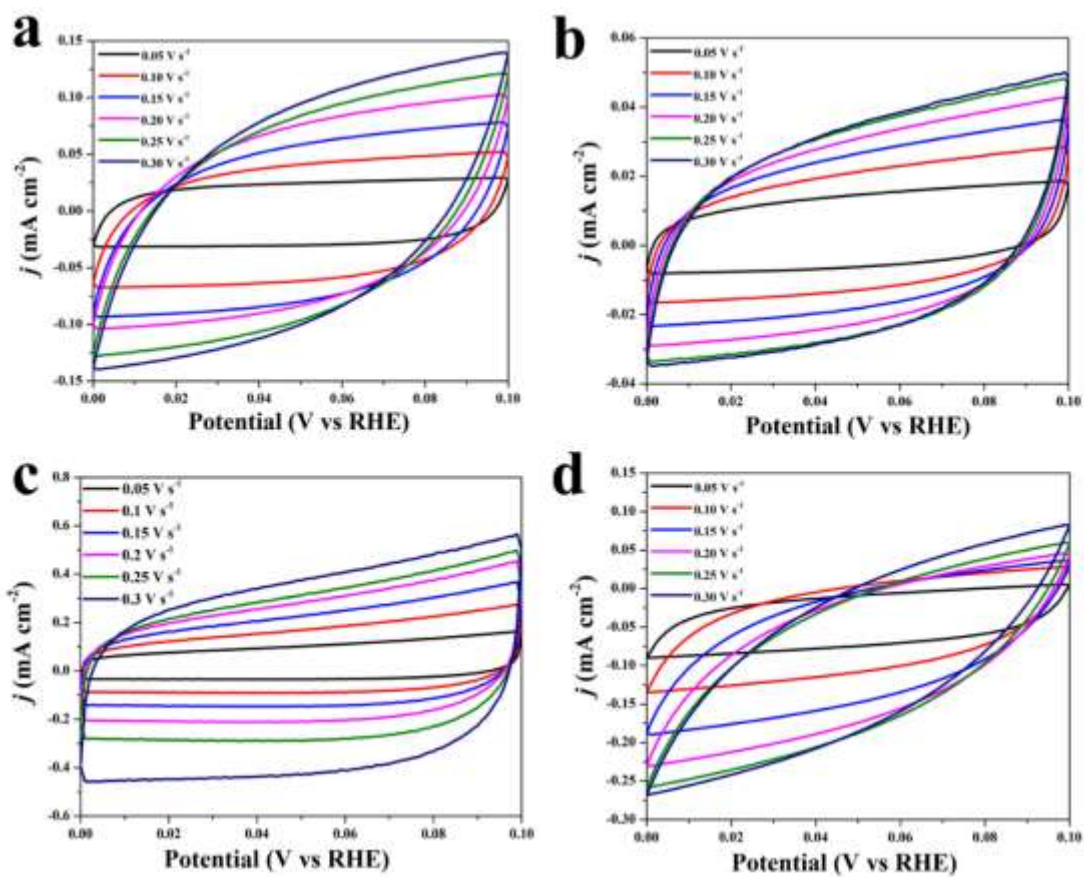 a
0.15
0.10
0.05
0.00
-0.05
-0.10
-0.15
j (mA cm⁻²)
0.05 V s⁻¹
0.10 V s⁻¹
0.15 V s⁻¹
0.20 V s⁻¹
0.25 V s⁻¹
0.30 V s⁻¹
0.00 0.02 0.04 0.06 0.08 0.10
Potential (V vs RHE)
b
0.06
0.04
0.02
0.00
-0.02
-0.04
j (mA cm⁻²)
0.05 V s⁻¹
0.10 V s⁻¹
0.15 V s⁻¹
0.20 V s⁻¹
0.25 V s⁻¹
0.30 V s⁻¹
0.00 0.02 0.04 0.06 0.08 0.10
Potential (V vs RHE)
c
0.8
0.6
0.4
0.2
0.0
-0.2
-0.4
-0.6
j (mA cm⁻²)
0.05 V s⁻¹
0.1 V s⁻¹
0.15 V s⁻¹
0.2 V s⁻¹
0.25 V s⁻¹
0.3 V s⁻¹
0.00 0.02 0.04 0.06 0.08 0.10
Potential (V vs RHE)
d
0.15
0.10
0.05
0.00
-0.05
-0.10
-0.15
-0.20
-0.25
-0.30
j (mA cm⁻²)
0.05 V s⁻¹
0.10 V s⁻¹
0.15 V s⁻¹
0.20 V s⁻¹
0.25 V s⁻¹
0.30 V s⁻¹
0.00 0.02 0.04 0.06 0.08 0.10
Potential (V vs RHE)